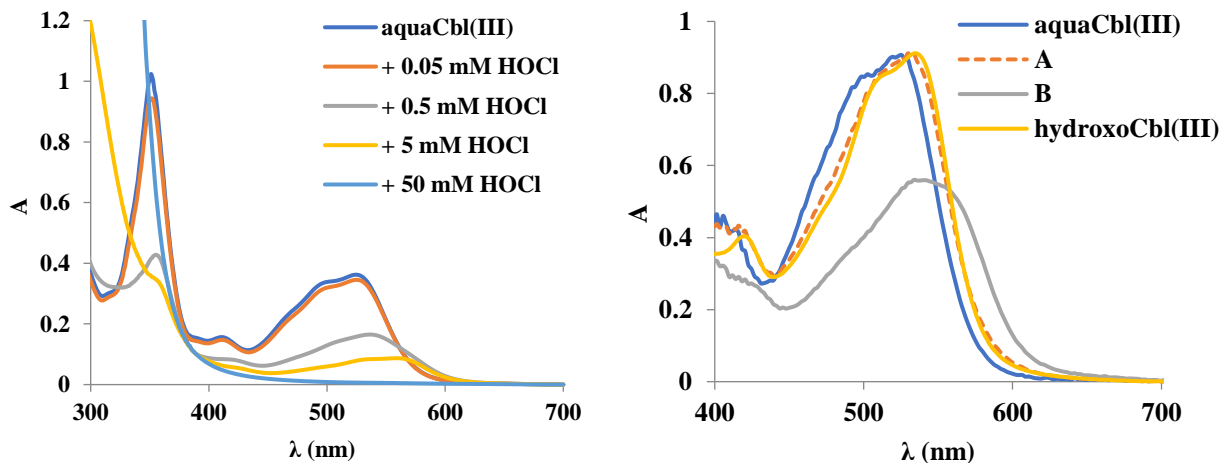 1.2
1
0.8
0.6
0.4
0.2
0
A
300 400 500 600 700
λ (nm)
aquaCbl(III)
+ 0.05 mM HOCl
+ 0.5 mM HOCl
+ 5 mM HOCl
+ 50 mM HOCl
1
0.8
0.6
0.4
0.2
0
A
400 500 600 700
λ (nm)
aquaCbl(III)
A
B
hydroxoCbl(III)